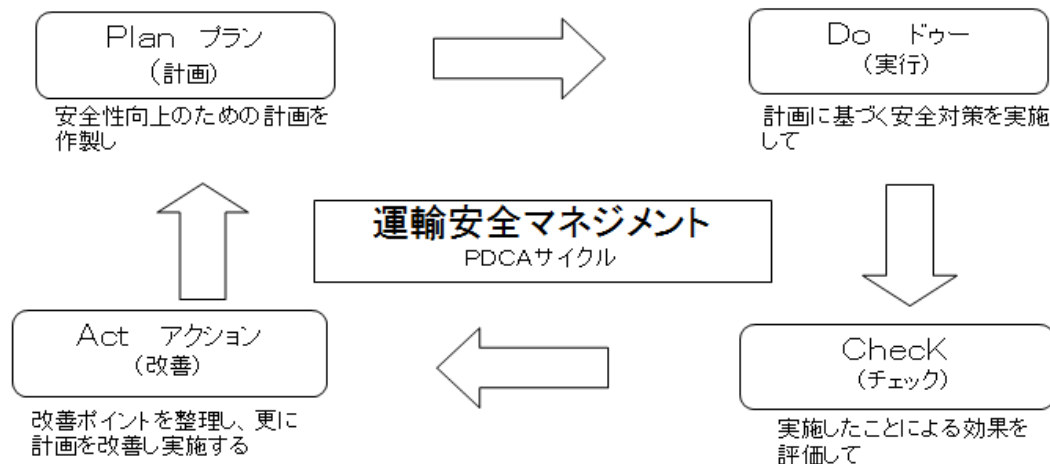 Plan プラン
(計画)
安全性向上のための計画を
作製し
Do ドゥー
(実行)
計画に基づく安全対策を実施
して
運輸安全マネジメント
PDCAサイクル
Act アクション
(改善)
改善ポイントを整理し、更に
計画を改善し実施する
ChecK
(チェック)
実施したことによる効果を
評価して